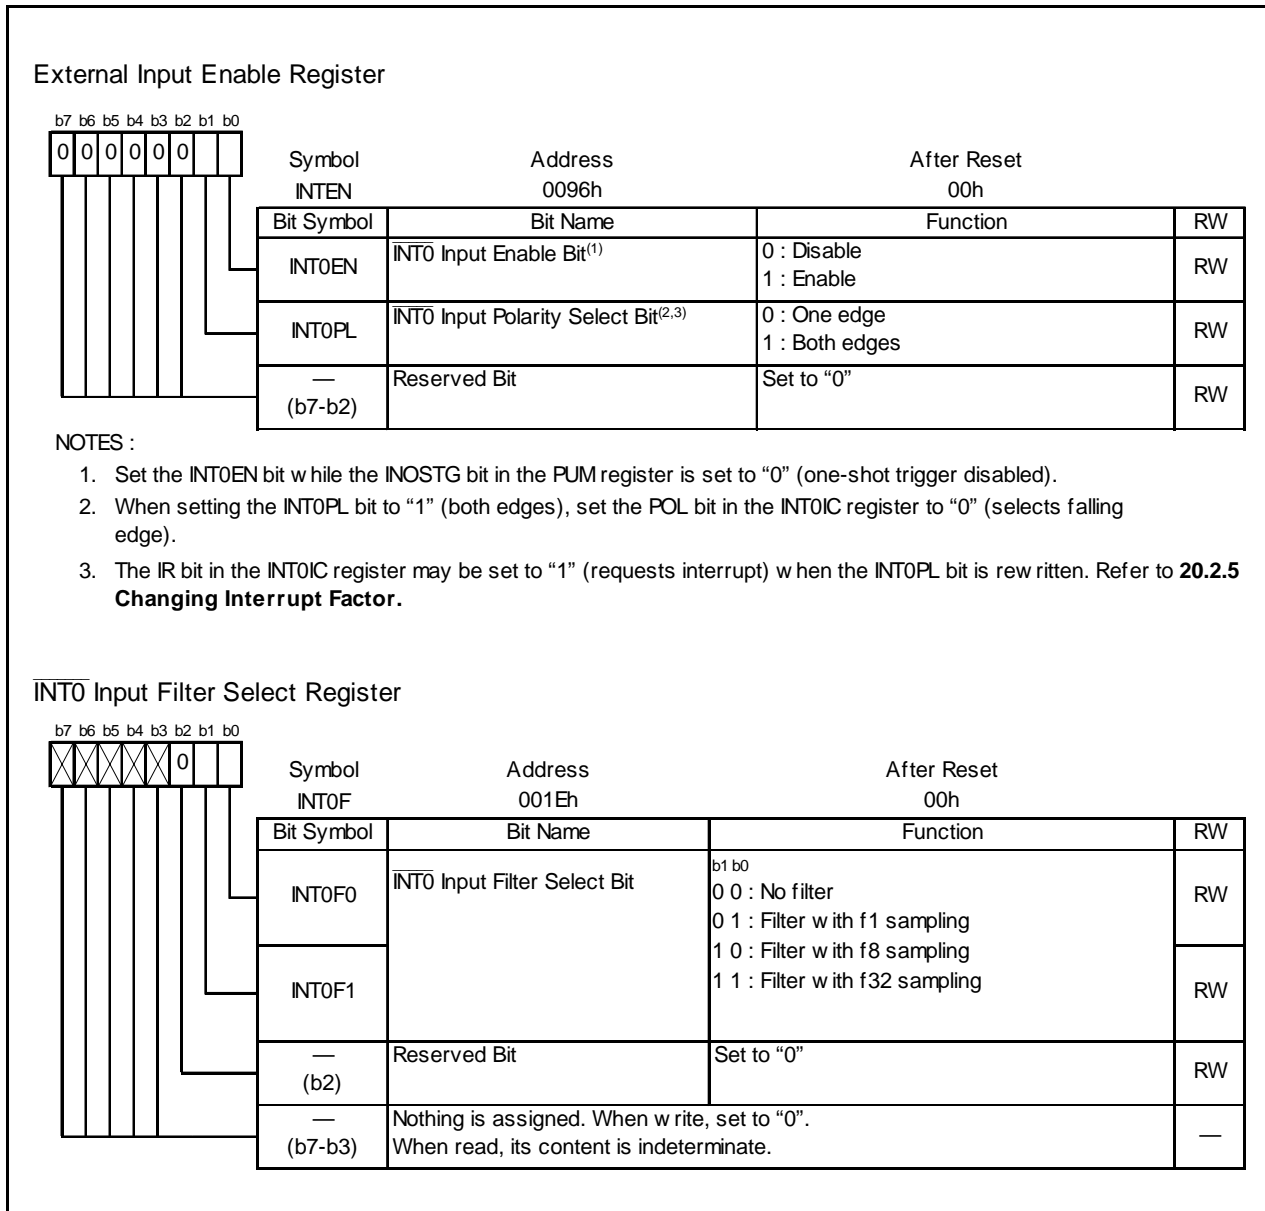 External Input Enable Register
b7 b6 b5 b4 b3 b2 b1 b0
0 0 0 0 0 0
Symbol Address After Reset
INTEN 0096h 00h
Bit Symbol Bit Name Function RW
INT0EN INT0 Input Enable Bit(1) 0 : Disable RW
1 : Enable
INT0PL INT0 Input Polarity Select Bit(2,3) 0 : One edge RW
1 : Both edges
— Reserved Bit Set to “0” RW
(b7-b2)
NOTES :
1. Set the INT0EN bit while the INOSTG bit in the PUM register is set to “0” (one-shot trigger disabled).
2. When setting the INT0PL bit to “1” (both edges), set the POL bit in the INT0IC register to “0” (selects falling
edge).
3. The IR bit in the INT0IC register may be set to “1” (requests interrupt) when the INT0PL bit is rewritten. Refer to 20.2.5
Changing Interrupt Factor.
INT0 Input Filter Select Register
b7 b6 b5 b4 b3 b2 b1 b0
0
Symbol Address After Reset
INT0F 001Eh 00h
Bit Symbol Bit Name Function RW
INT0F0 INT0 Input Filter Select Bit b1 b0 RW
0 0 : No filter
0 1 : Filter with f1 sampling
1 0 : Filter with f8 sampling
INT0F1 1 1 : Filter with f32 sampling RW
— Reserved Bit Set to “0” RW
(b2)
— Nothing is assigned. When write, set to “0”. —
(b7-b3) When read, its content is indeterminate.